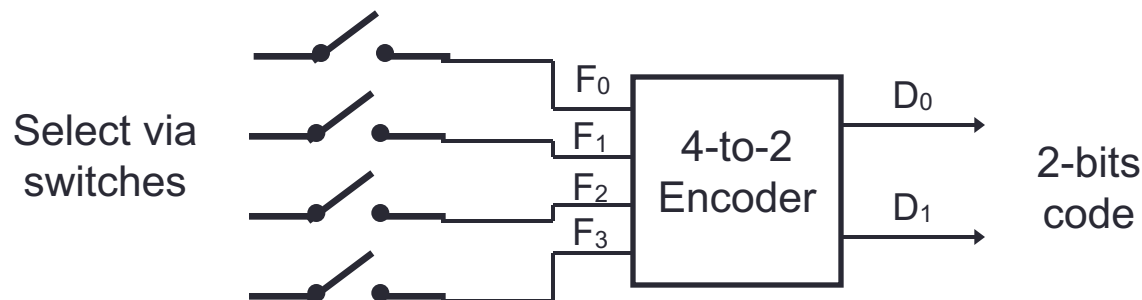 Select via
switches
F0
F1
F2
F3
4-to-2
Encoder
D0
D1
2-bits
code